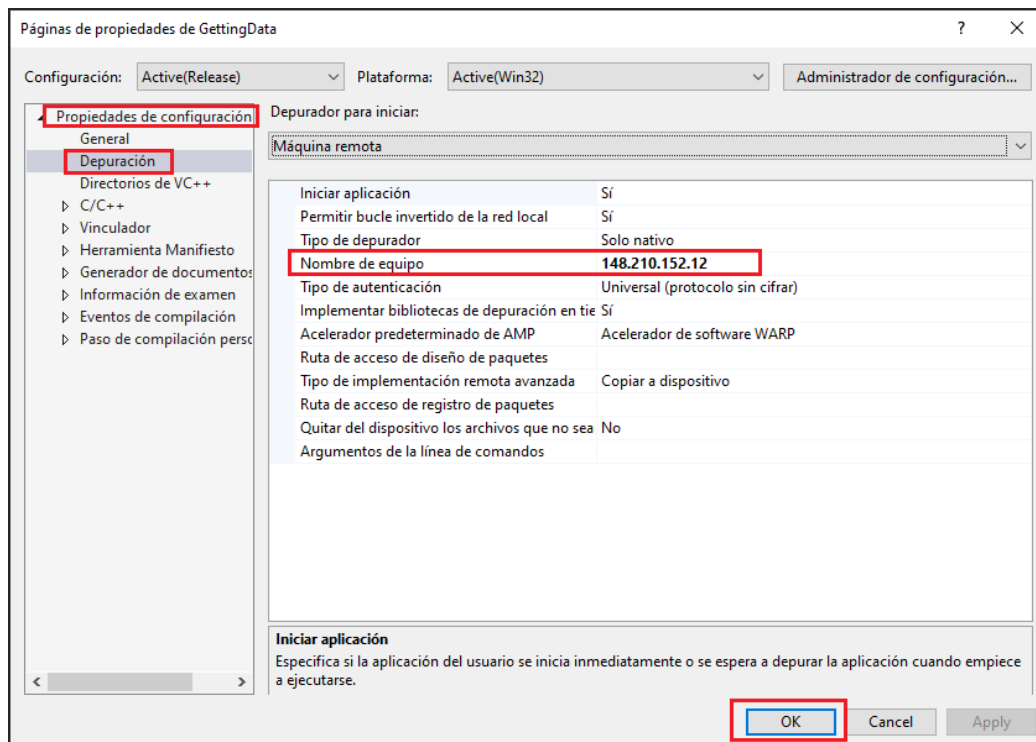 Páginas de propiedades de GettingData ? ×
Configuración: Active(Release) Plataforma: Active(Win32) Administrador de configuración...
Propiedades de configuración
General
Depuración
Directorios de VC++
C/C++
Vinculador
Herramienta Manifiesto
Generador de documentos
Información de examen
Eventos de compilación
Paso de compilación perso
Depurador para iniciar:
Máquina remota
Iniciar aplicación Sí
Permitir bucle invertido de la red local Sí
Tipo de depurador Solo nativo
Nombre de equipo 148.210.152.12
Tipo de autenticación Universal (protocolo sin cifrar)
Implementar bibliotecas de depuración en tie Sí
Acelerador predeterminado de AMP Acelerador de software WARP
Ruta de acceso de diseño de paquetes
Tipo de implementación remota avanzada Copiar a dispositivo
Ruta de acceso de registro de paquetes
Quitar del dispositivo los archivos que no sea No
Argumentos de la línea de comandos
Iniciar aplicación
Especifica si la aplicación del usuario se inicia inmediatamente o se espera a depurar la aplicación cuando empiece
a ejecutarse.
OK Cancel Apply